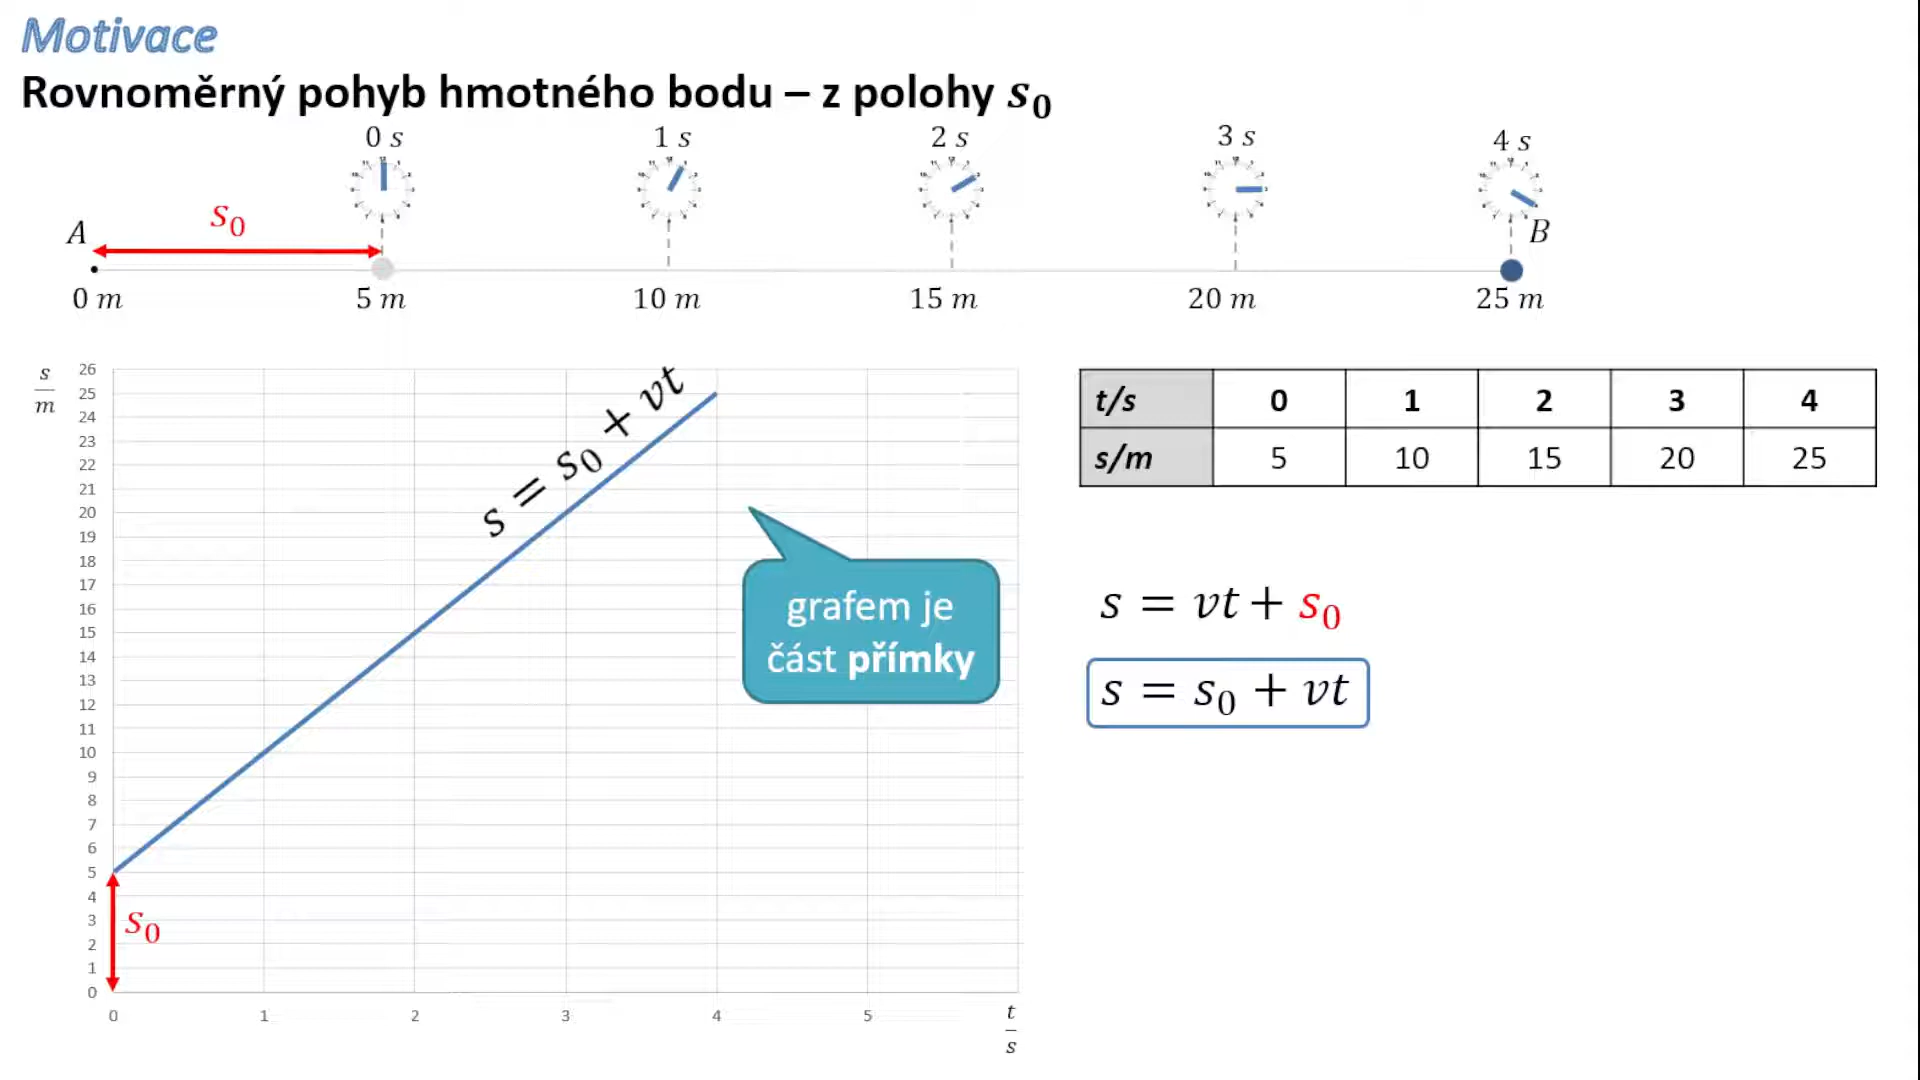 Motivace
Rovnoměrný pohyb hmotného bodu – z polohy s₀
0 s 1 s 2 s 3 s 4 s
A s₀ B
0 m 5 m 10 m 15 m 20 m 25 m
s/m
26
25
24
23
22
21
20
19
18
17
16
15
14
13
12
11
10
9
8
7
6
5
4
3
2
1
0
s = s₀ + vt
grafem je
část přímky
s₀
0 1 2 3 4 5
t/s
t/s 0 1 2 3 4
s/m 5 10 15 20 25
s = vt + s₀
s = s₀ + vt